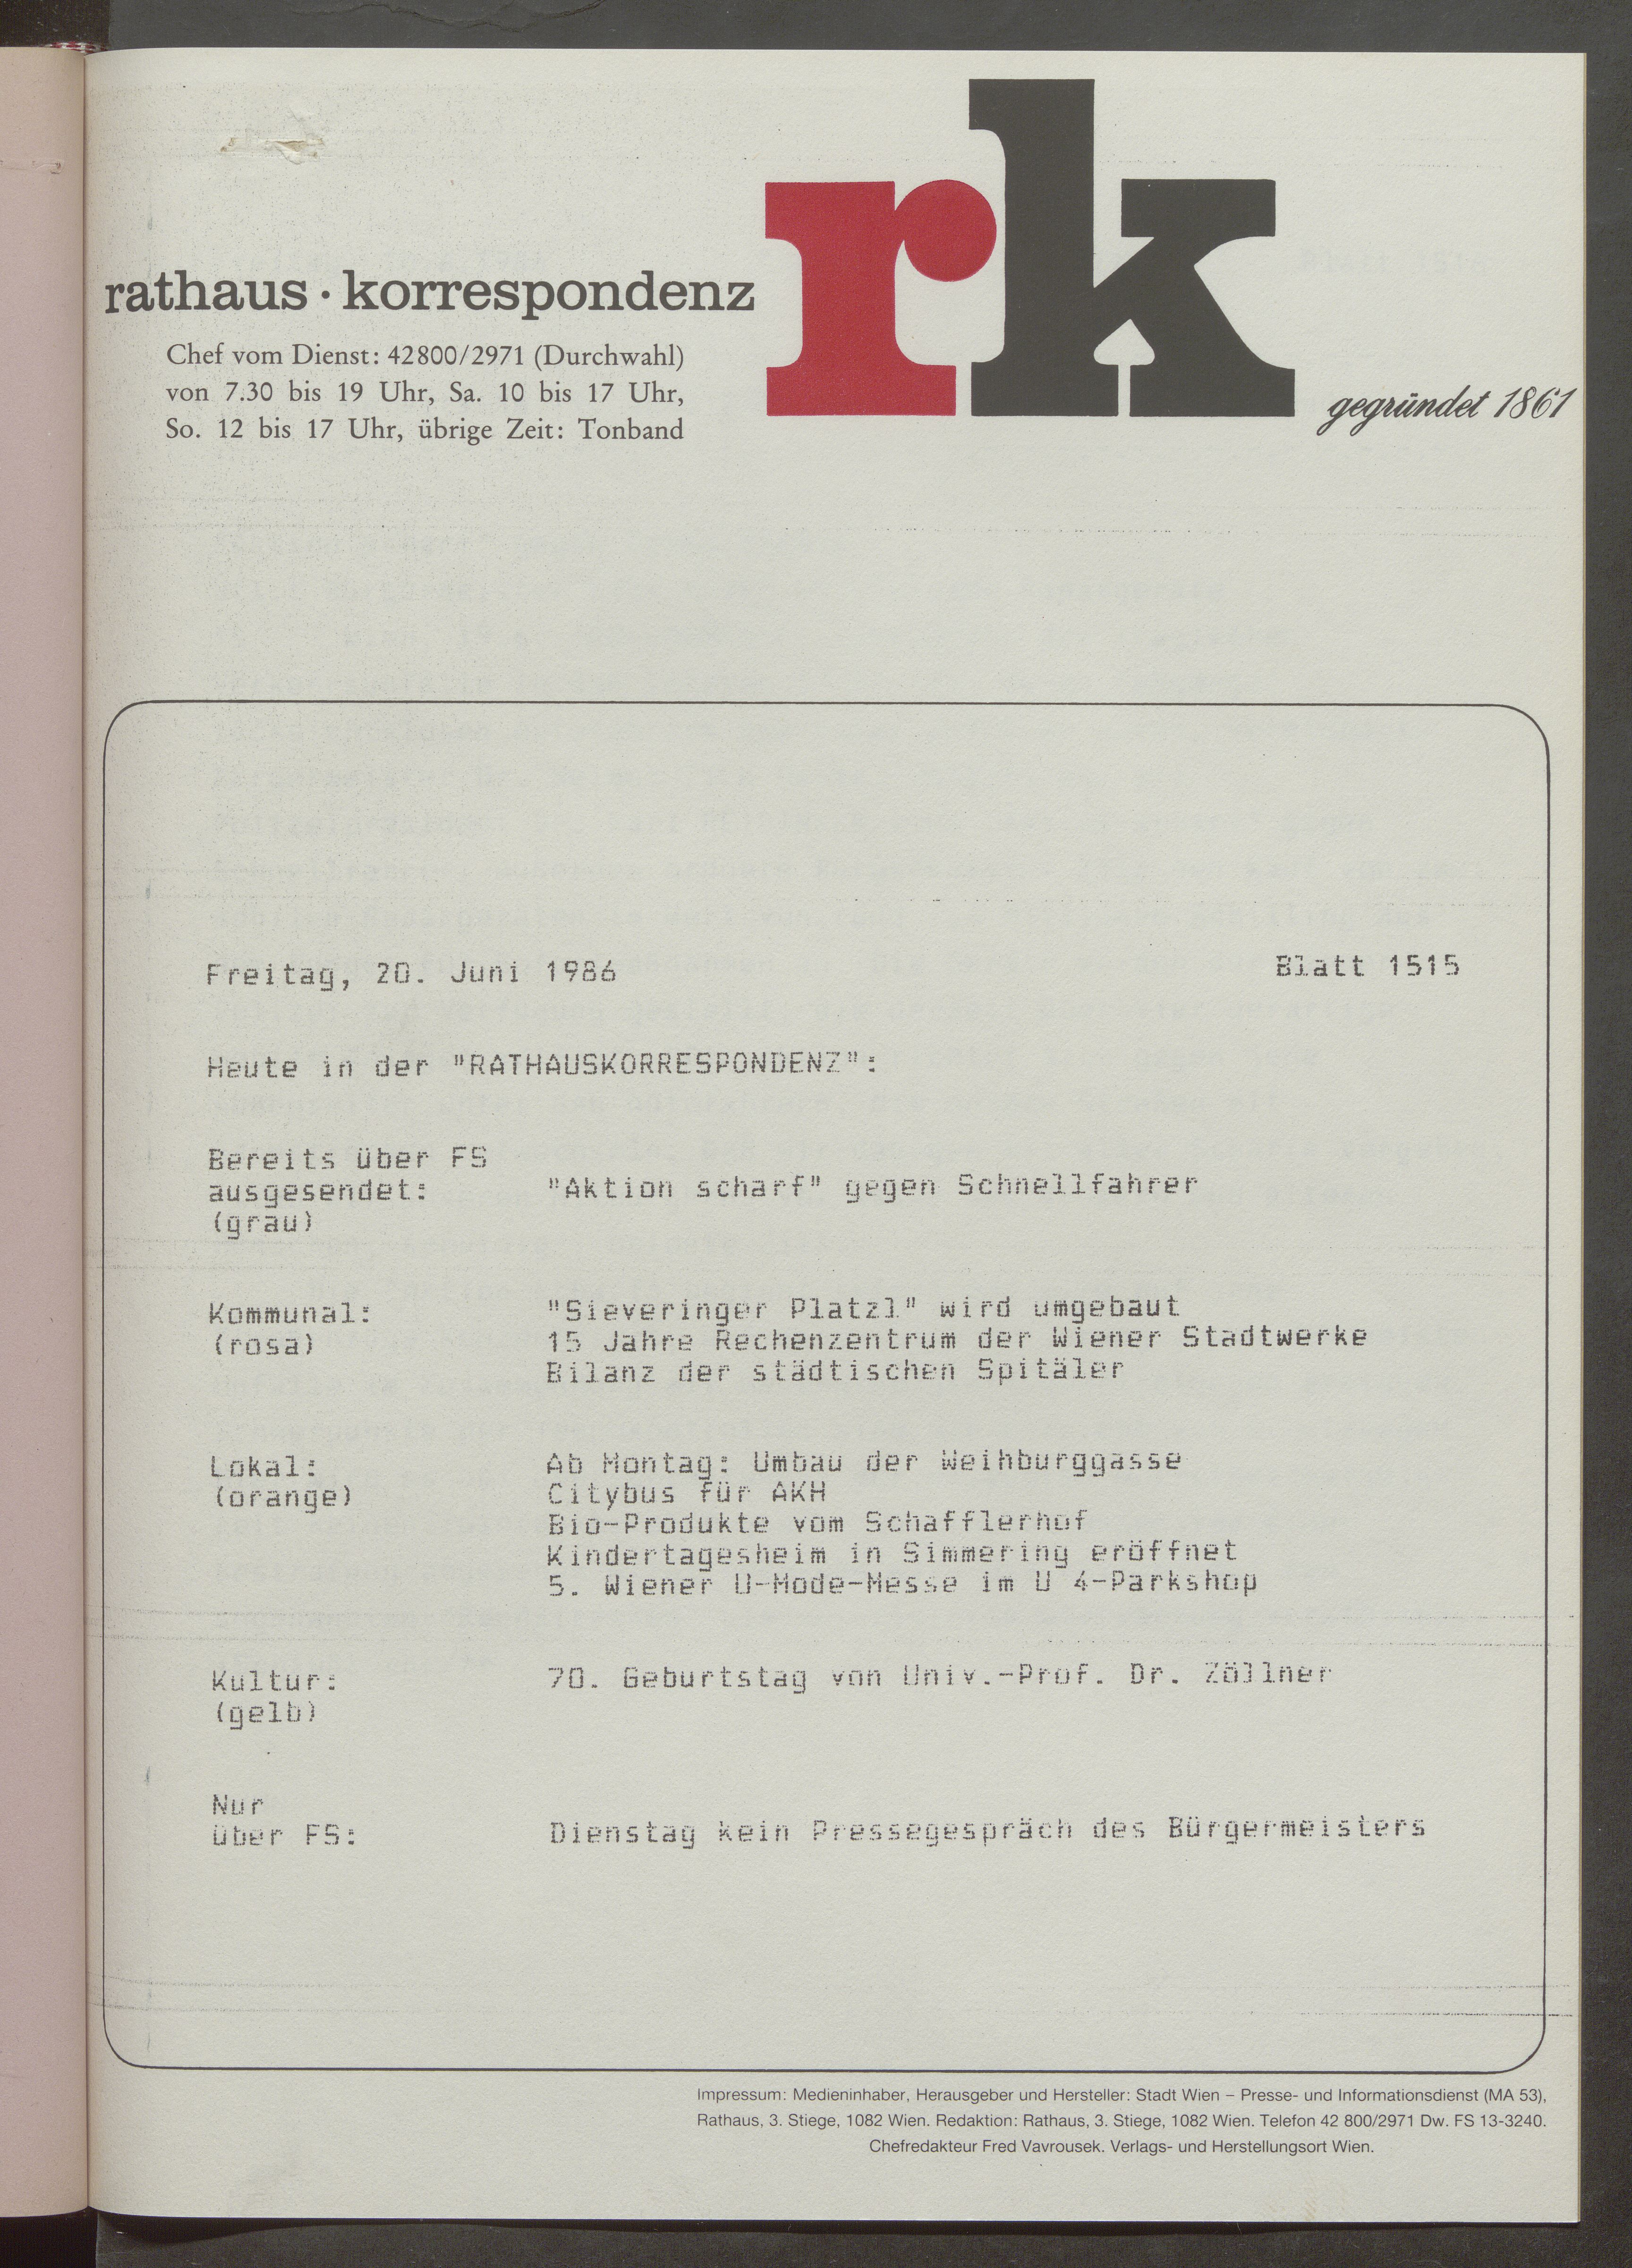 rk
rathaus · korrespondenz
gegründet 1861
Chef vom Dienst: 42800/2971 (Durchwahl)
von 7.30 bis 19 Uhr, Sa. 10 bis 17 Uhr,
So. 12 bis 17 Uhr, übrige Zeit: Tonband
Freitag, 20. Juni 1986 Blatt 1515
Heute in der "RATHAUSKORRESPONDENZ":
Bereits über FS
ausgesendet: "Aktion scharf" gegen Schnellfahrer
(grau)
Kommunal: "Sieveringer Platzl" wird umgebaut
(rosa) 15 Jahre Rechenzentrum der Wiener Stadtwerke
Bilanz der städtischen Spitäler
Lokal: Ab Montag: Umbau der Weihburggasse
(orange) Citybus für AKH
Bio-Produkte vom Schafflerhof
Kindertagesheim in Simmering eröffnet
5. Wiener U-Mode-Messe im U 4-Parkshop
Kultur: 70. Geburtstag von Univ.-Prof. Dr. Zöllner
(gelb)
Nur
über FS: Dienstag kein Pressegespräch des Bürgermeisters
Impressum: Medieninhaber, Herausgeber und Hersteller: Stadt Wien – Presse- und Informationsdienst (MA 53),
Rathaus, 3. Stiege, 1082 Wien. Redaktion: Rathaus, 3. Stiege, 1082 Wien. Telefon 42 800/2971 Dw. FS 13-3240.
Chefredakteur Fred Vavrousek. Verlags- und Herstellungsort Wien.